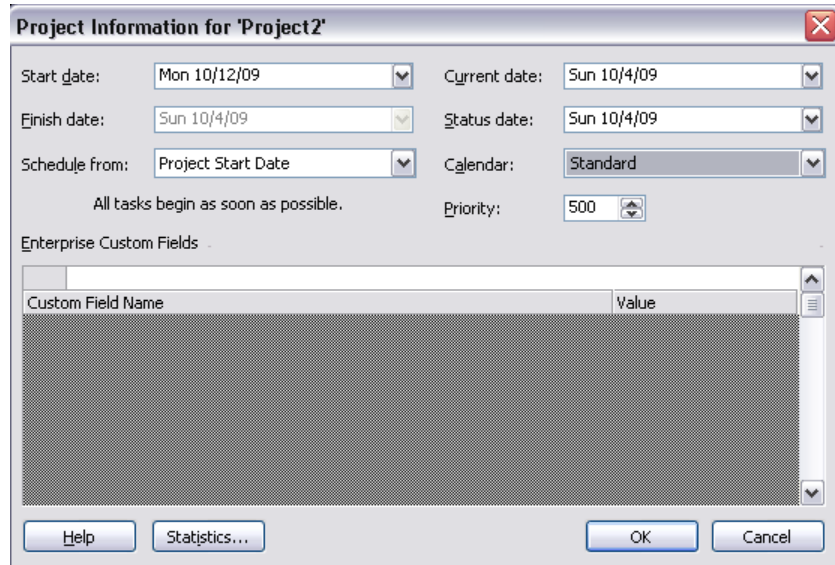 Project Information for 'Project2'
Start date: Mon 10/12/09 Current date: Sun 10/4/09
Finish date: Sun 10/4/09 Status date: Sun 10/4/09
Schedule from: Project Start Date Calendar: Standard
All tasks begin as soon as possible. Priority: 500
Enterprise Custom Fields
Custom Field Name Value
Help Statistics... OK Cancel